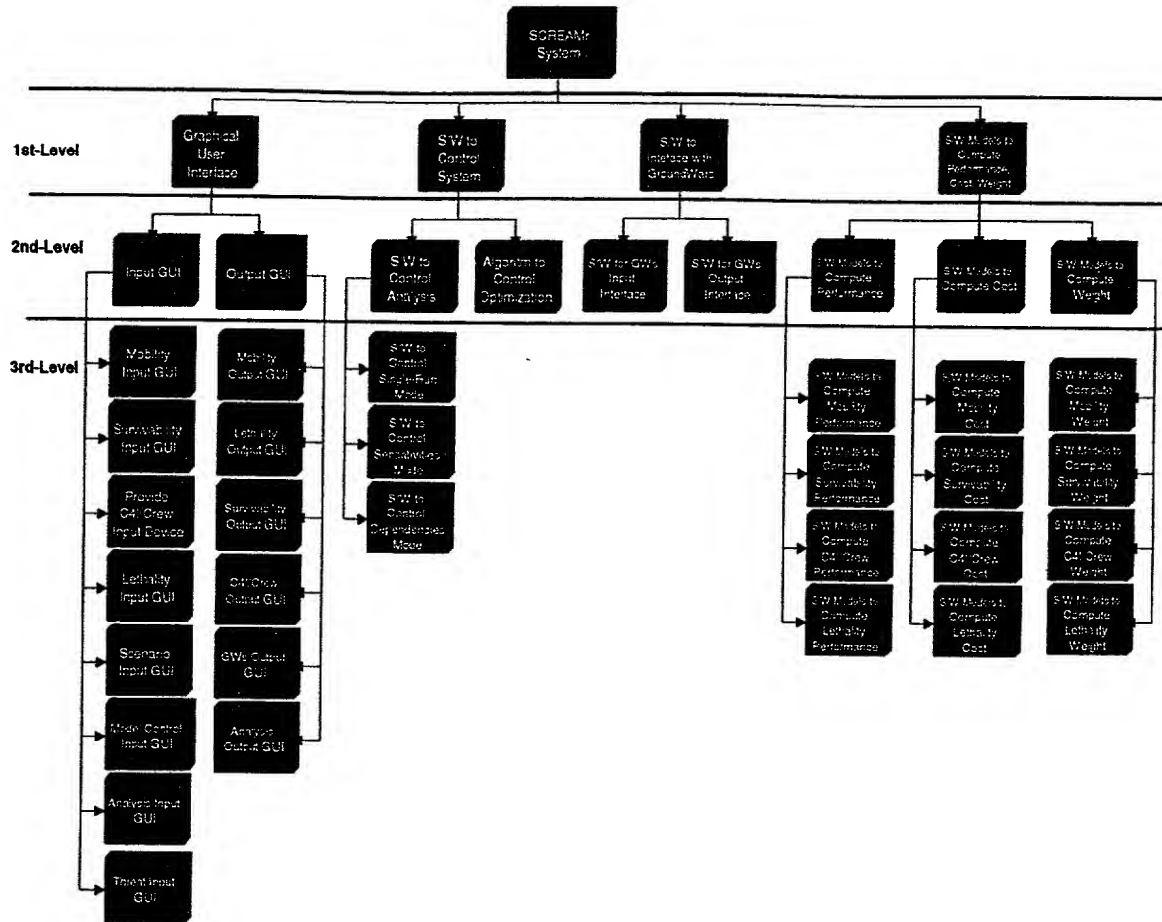 SCREAMr
System
1st-Level
Graphical
User
Interface
S/W to
Control
System
S/W to
Inteface with
GroundWars
S/W Models to
Compute
Performance,
Cost, Weight
2nd-Level
Input GUI
Output GUI
S/W to
Control
Analysis
Algoritm to
Control
Optimization
S/W for GWs
Input
Interface
S/W for GWs
Output
Interface
S/W Models to
Compute
Performance
S/W Models to
Compute Cost
S/W Models to
Compute
Weight
3rd-Level
Mobility
Input GUI
Mobility
Output GUI
S/W to
Control
Single-Run
Mode
S/W Models to
Compute
Mobility
Performance
S/W Models to
Compute
Mobility
Cost
S/W Models to
Compute
Mobility
Weight
Survivability
Input GUI
Lethality
Output GUI
S/W to
Control
Sensitivities
Mode
S/W Models to
Compute
Survivability
Performance
S/W Models to
Compute
Survivability
Cost
S/W Models to
Compute
Survivability
Weight
Provide
C4I/Crew
Input Device
Survivability
Output GUI
S/W to
Control
Dependencies
Mode
S/W Models to
Compute
C4I/Crew
Performance
S/W Models to
Compute
C4I/Crew
Cost
S/W Models to
Compute
C4I/Crew
Weight
Lethality
Input GUI
C4I/Crew
Output GUI
S/W Models to
Compute
Lethality
Performance
S/W Models to
Compute
Lethality
Cost
S/W Models to
Compute
Lethality
Weight
Scenario
Input GUI
GWs Output
GUI
Model Control
Input GUI
Analysis
Output GUI
Analysis Input
GUI
Threat Input
GUI